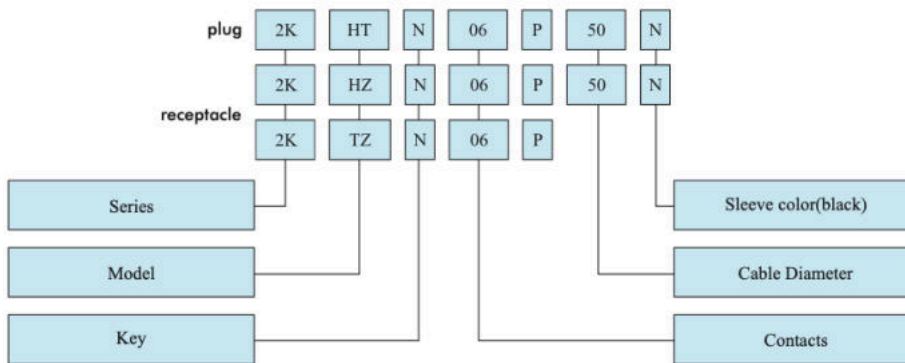 plug 2K HT N 06 P 50 N
2K HZ N 06 P 50 N
receptacle
2K TZ N 06 P
Series Sleeve color(black)
Model Cable Diameter
Key Contacts